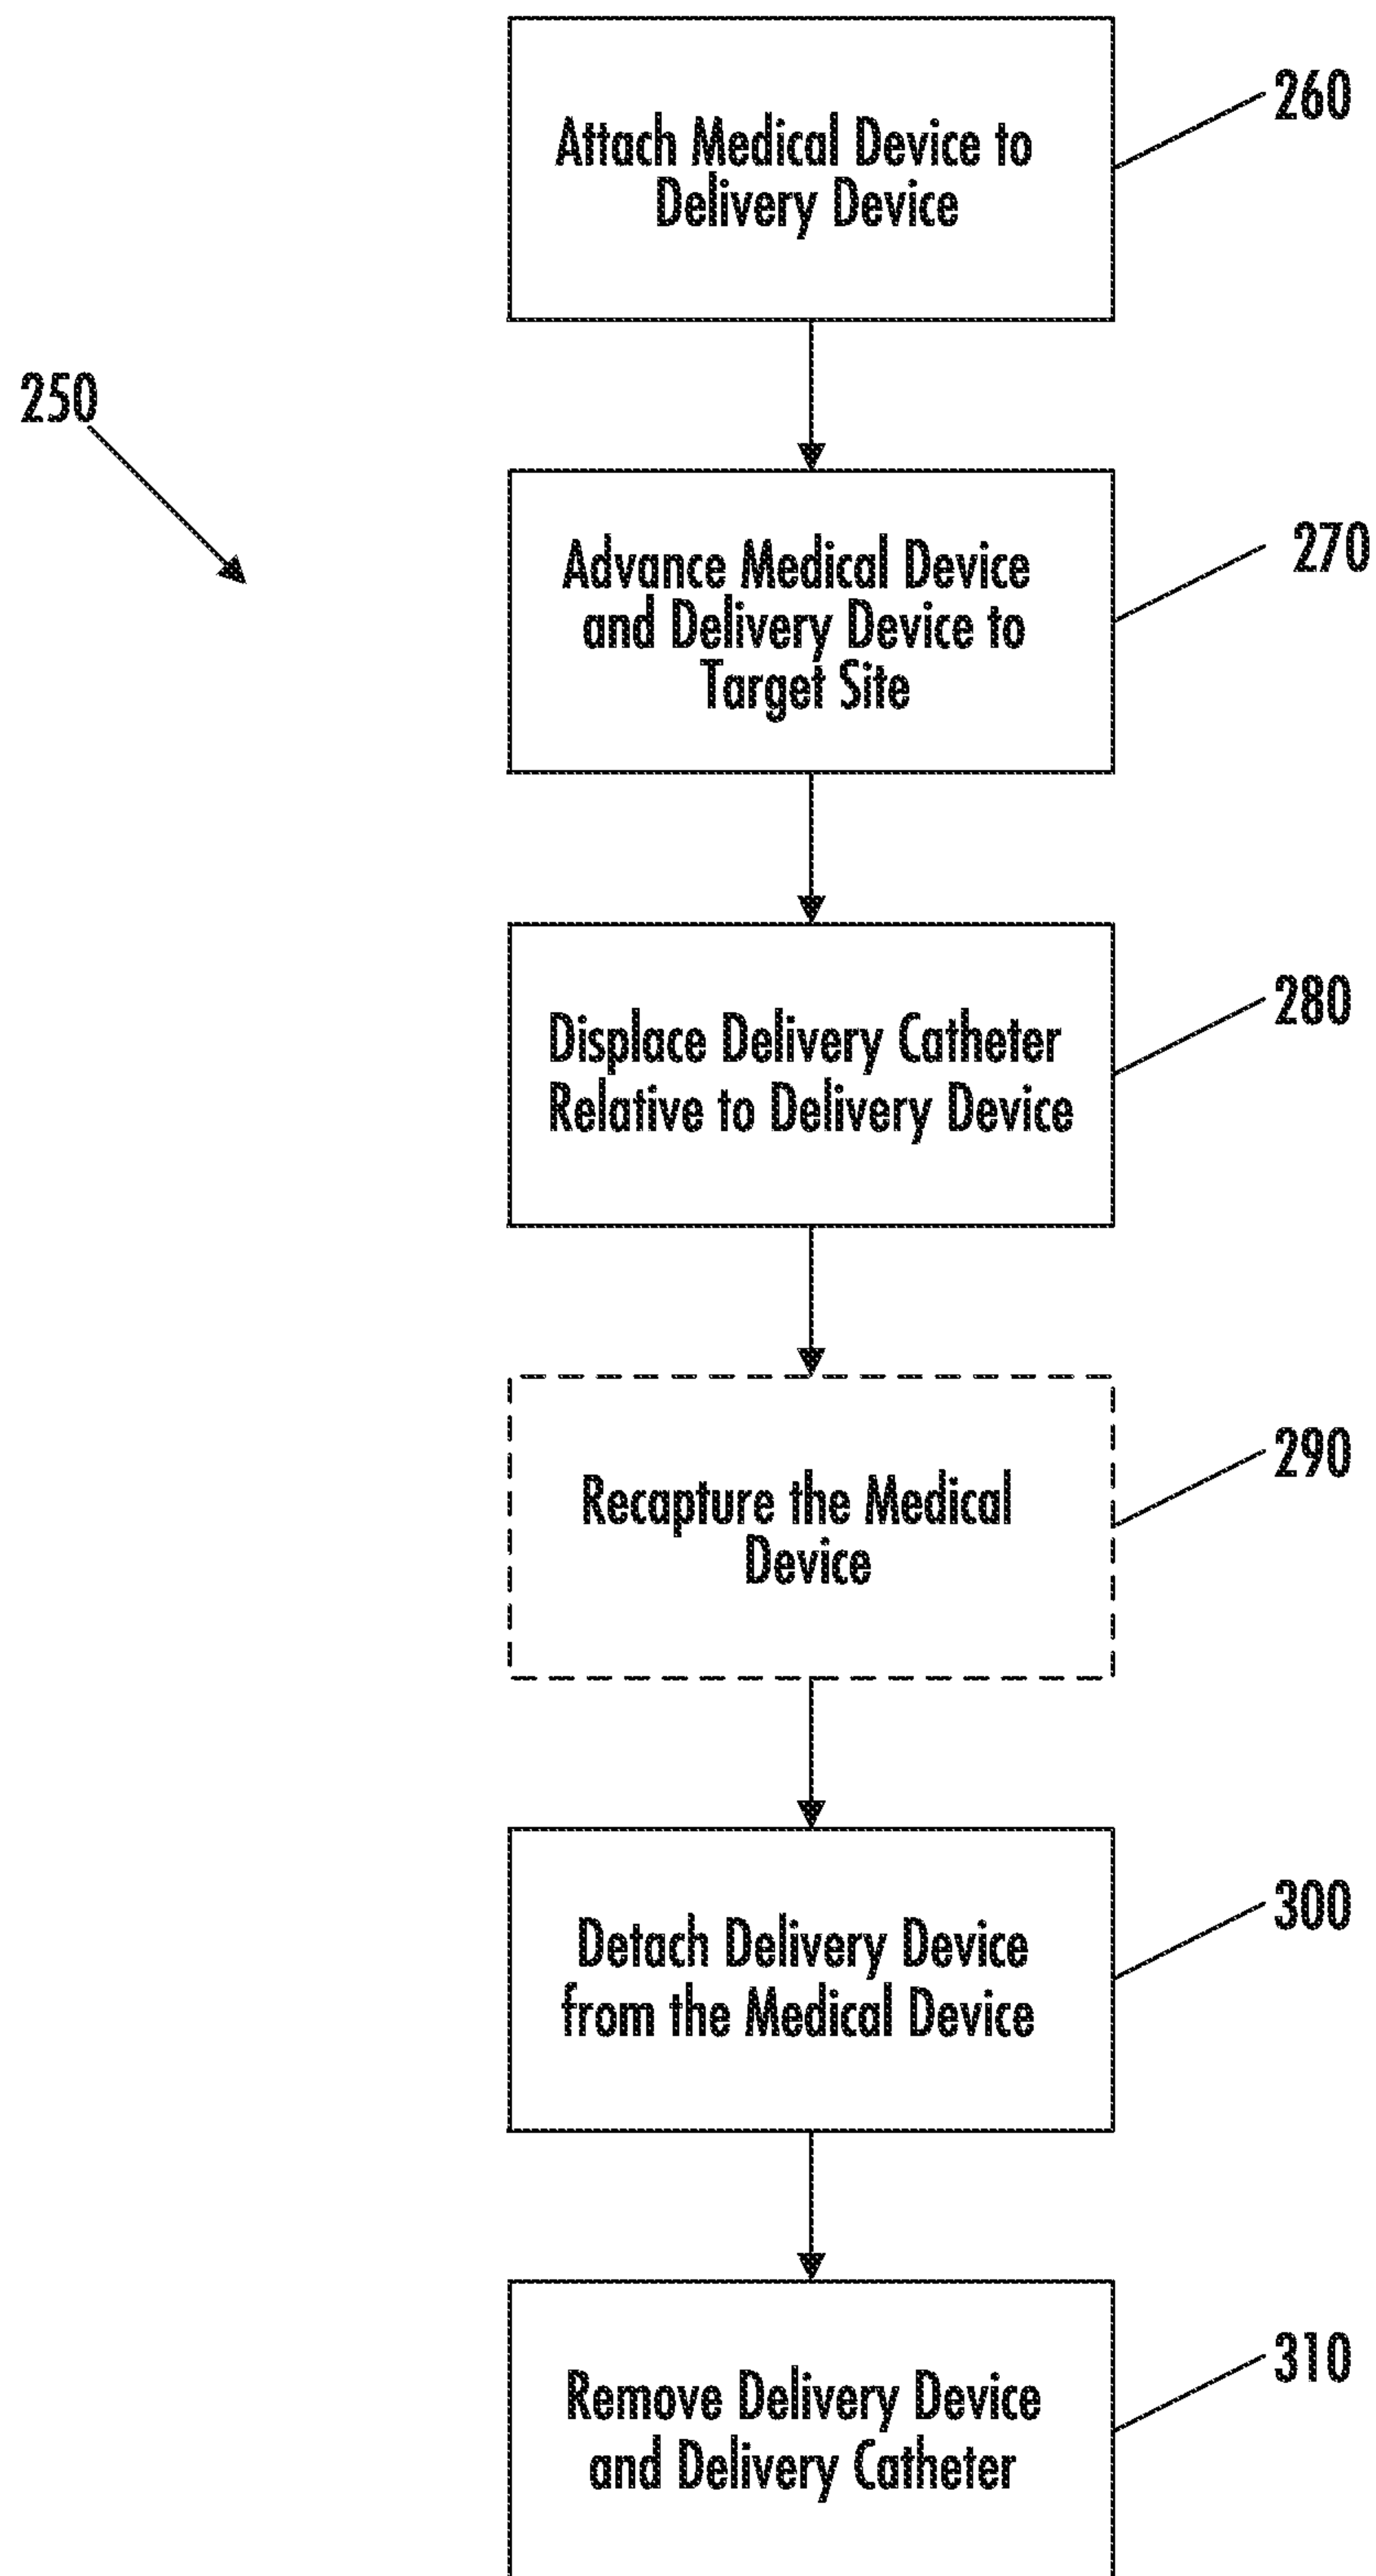 Attach Medical Device to
Delivery Device
260
250
Advance Medical Device
and Delivery Device to
Target Site
270
Displace Delivery Catheter
Relative to Delivery Device
280
Recapture the Medical
Device
290
Detach Delivery Device
from the Medical Device
300
Remove Delivery Device
and Delivery Catheter
310